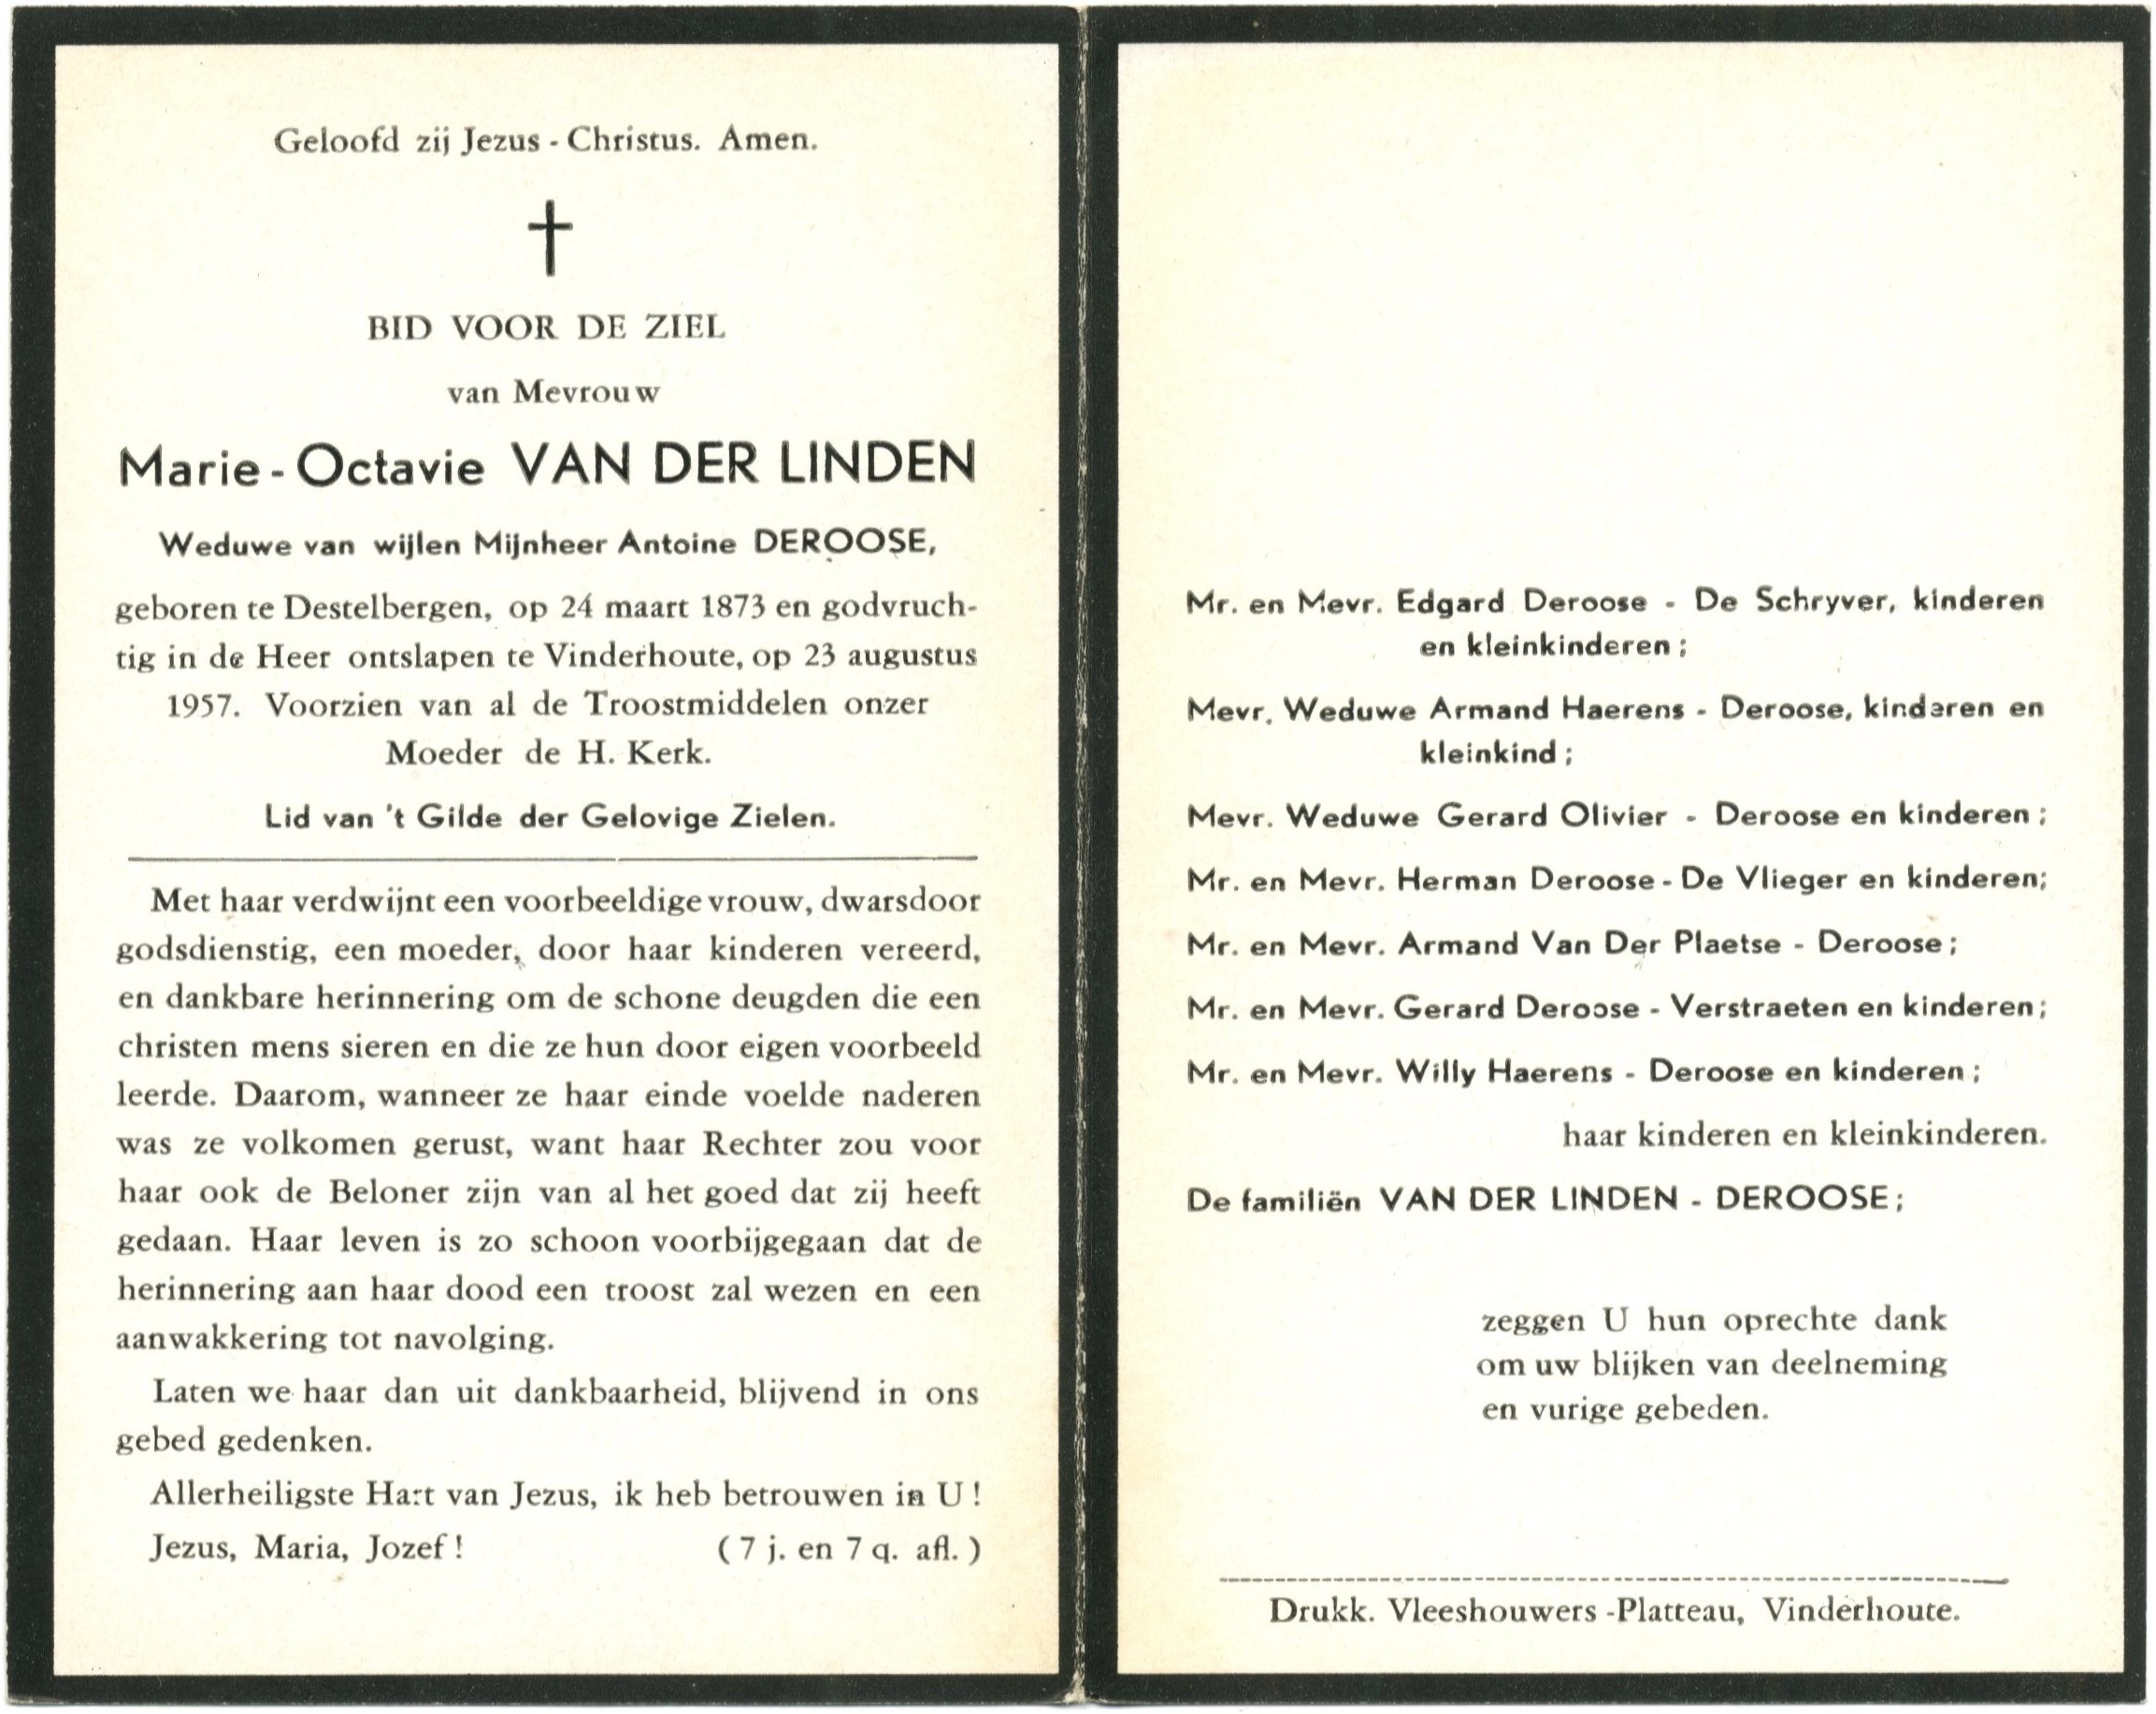 Geloofd zij Jezus - Christus. Amen.
BID VOOR DE ZIEL
van Mevrouw
Marie - Octavie VAN DER LINDEN
Weduwe van wijlen Mijnheer Antoine DEROOSE,
geboren te Destelbergen, op 24 maart 1873 en godvruch-
tig in de Heer ontslapen te Vinderhoute, op 23 augustus
1957. Voorzien van al de Troostmiddelen onzer
Moeder de H. Kerk.
Lid van 't Gilde der Gelovige Zielen.
Met haar verdwijnt een voorbeeldige vrouw, dwarsdoor
godsdienstig, een moeder, door haar kinderen vereerd,
en dankbare herinnering om de schone deugden die een
christen mens sieren en die ze hun door eigen voorbeeld
leerde. Daarom, wanneer ze haar einde voelde naderen
was ze volkomen gerust, want haar Rechter zou voor
haar ook de Beloner zijn van al het goed dat zij heeft
gedaan. Haar leven is zo schoon voorbijgegaan dat de
herinnering aan haar dood een troost zal wezen en een
aanwakkering tot navolging.
Laten we haar dan uit dankbaarheid, blijvend in ons
gebed gedenken.
Allerheiligste Hart van Jezus, ik heb betrouwen in U !
Jezus, Maria, Jozef ! ( 7 j. en 7 q. afl. )
Mr. en Mevr. Edgard Deroose - De Schryver, kinderen
en kleinkinderen ;
Mevr. Weduwe Armand Haerens - Deroose, kinderen en
kleinkind ;
Mevr. Weduwe Gerard Olivier - Deroose en kinderen ;
Mr. en Mevr. Herman Deroose - De Vlieger en kinderen;
Mr. en Mevr. Armand Van Der Plaetse - Deroose ;
Mr. en Mevr. Gerard Deroose - Verstraeten en kinderen ;
Mr. en Mevr. Willy Haerens - Deroose en kinderen ;
haar kinderen en kleinkinderen.
De familiën VAN DER LINDEN - DEROOSE ;
zeggen U hun oprechte dank
om uw blijken van deelneming
en vurige gebeden.
Drukk. Vleeshouwers -Platteau, Vinderhoute.